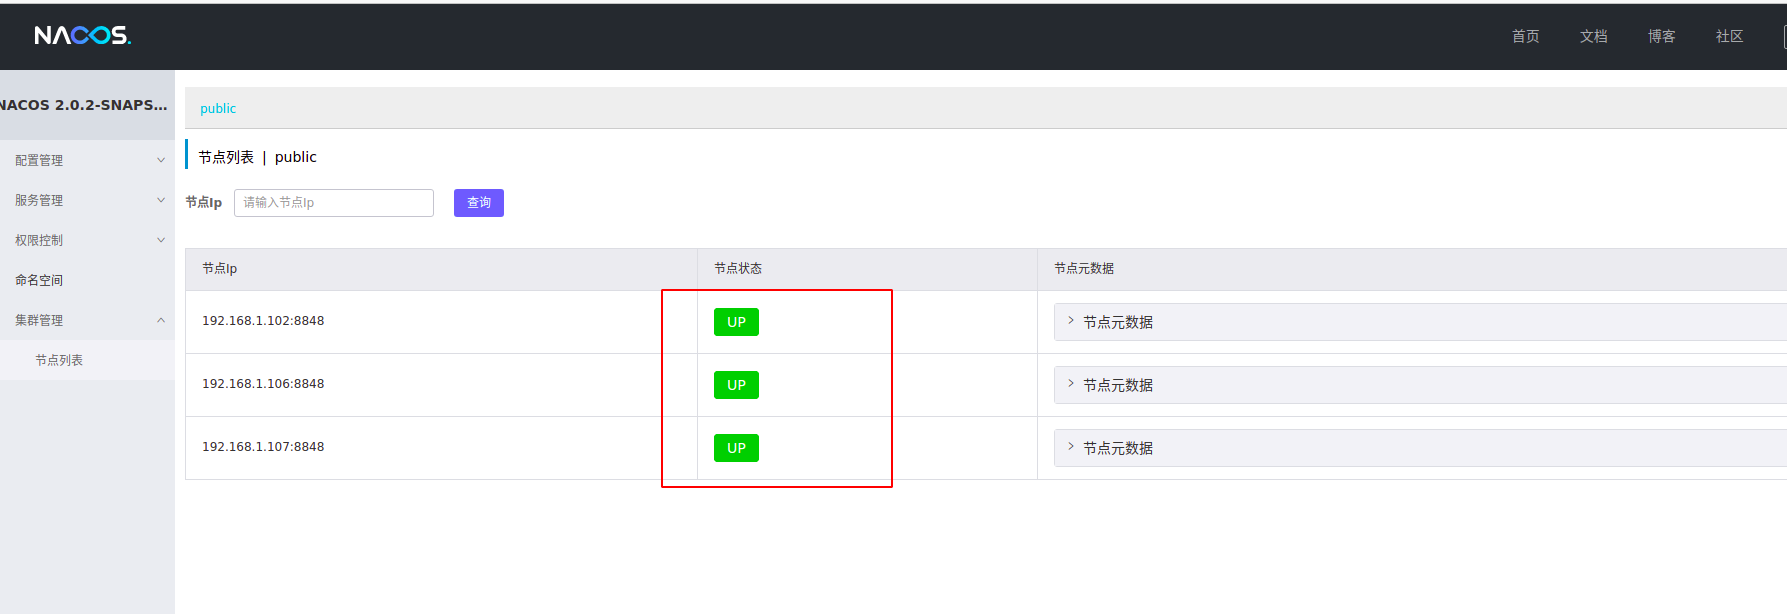 NACOS.
首页 文档 博客 社区
NACOS 2.0.2-SNAPS...
public
配置管理
服务管理
权限控制
命名空间
集群管理
节点列表
节点列表 | public
节点Ip 请输入节点Ip 查询
节点Ip 节点状态 节点元数据
192.168.1.102:8848 UP 节点元数据
192.168.1.106:8848 UP 节点元数据
192.168.1.107:8848 UP 节点元数据